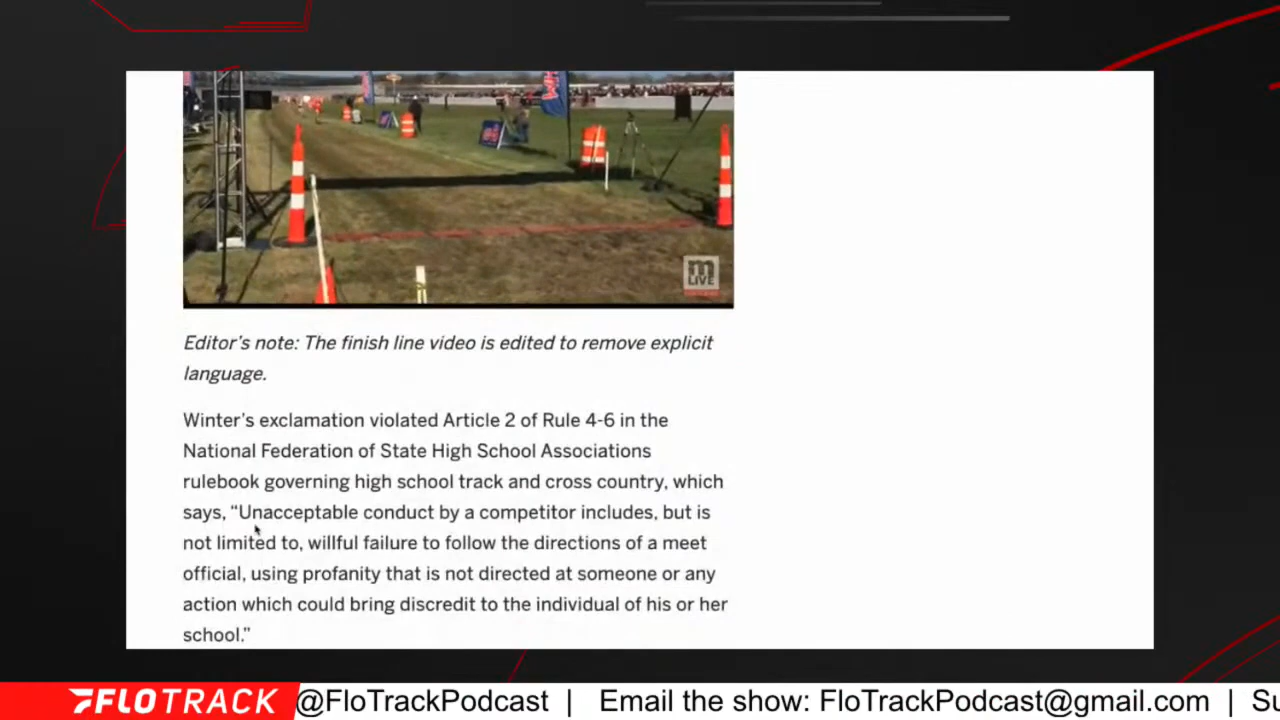 m
LIVE
Editor's note: The finish line video is edited to remove explicit
language.
Winter's exclamation violated Article 2 of Rule 4-6 in the
National Federation of State High School Associations
rulebook governing high school track and cross country, which
says, “Unacceptable conduct by a competitor includes, but is
not limited to, willful failure to follow the directions of a meet
official, using profanity that is not directed at someone or any
action which could bring discredit to the individual of his or her
school.”
FLOTRACK @FloTrackPodcast | Email the show: FloTrackPodcast@gmail.com | Su